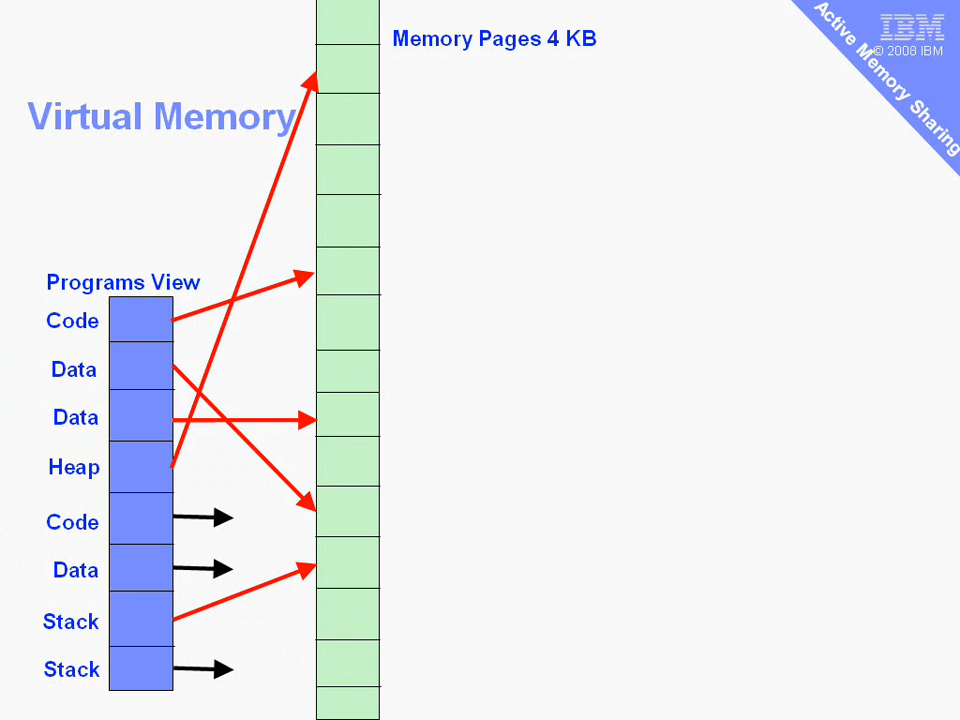 Memory Pages 4 KB
IBM
© 2008 IBM
Active Memory Sharing
Virtual Memory
Programs View
Code
Data
Data
Heap
Code
Data
Stack
Stack